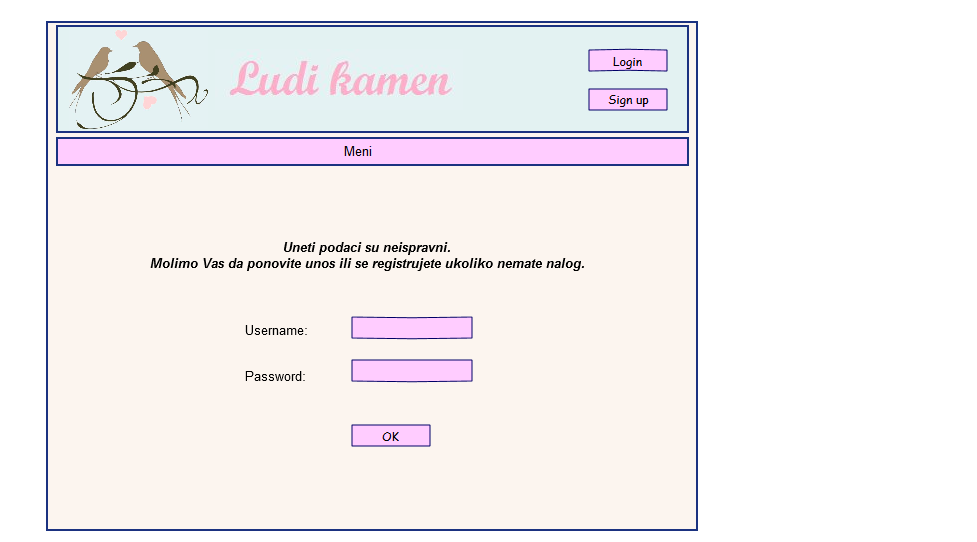 Ludi kamen
Login
Sign up
Meni
Uneti podaci su neispravni.
Molimo Vas da ponovite unos ili se registrujete ukoliko nemate nalog.
Username:
Password:
OK